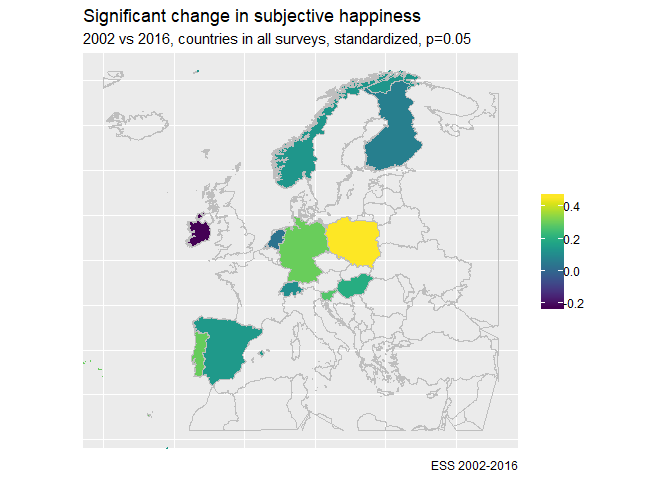 Significant change in subjective happiness
2002 vs 2016, countries in all surveys, standardized, p=0.05
0.4
0.2
0.0
-0.2
ESS 2002-2016